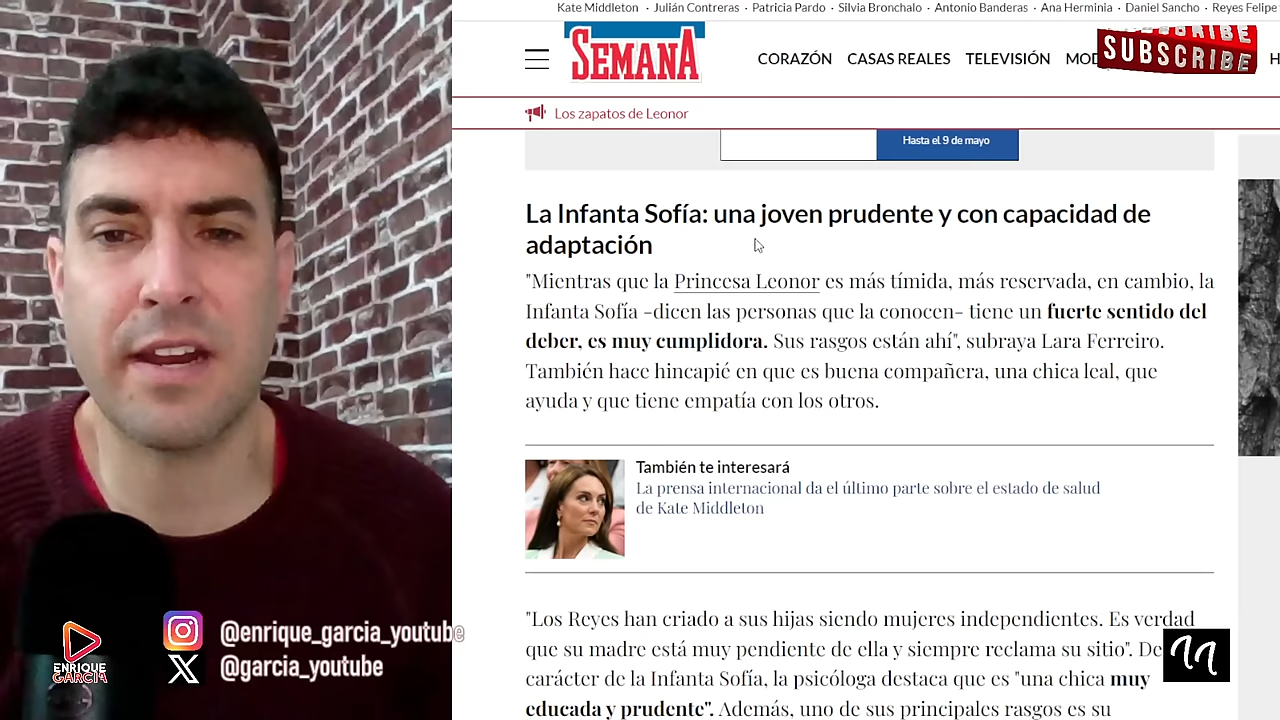 Kate Middleton · Julián Contreras · Patricia Pardo · Silvia Bronchalo · Antonio Banderas · Ana Herminia · Daniel Sancho · Reyes Felipe
SEMANA
CORAZÓN CASAS REALES TELEVISIÓN MOD
SUBSCRIBE
H
Los zapatos de Leonor
Hasta el 9 de mayo
La Infanta Sofía: una joven prudente y con capacidad de
adaptación
"Mientras que la Princesa Leonor es más tímida, más reservada, en cambio, la
Infanta Sofía -dicen las personas que la conocen- tiene un fuerte sentido del
deber, es muy cumplidora. Sus rasgos están ahí", subraya Lara Ferreiro.
También hace hincapié en que es buena compañera, una chica leal, que
ayuda y que tiene empatía con los otros.
También te interesará
La prensa internacional da el último parte sobre el estado de salud
de Kate Middleton
"Los Reyes han criado a sus hijas siendo mujeres independientes. Es verdad
que su madre está muy pendiente de ella y siempre reclama su sitio". De
carácter de la Infanta Sofía, la psicóloga destaca que es "una chica muy
educada y prudente". Además, uno de sus principales rasgos es su
ENRIQUE
GARCIA
@enrique_garcia_youtube
@garcia_youtube